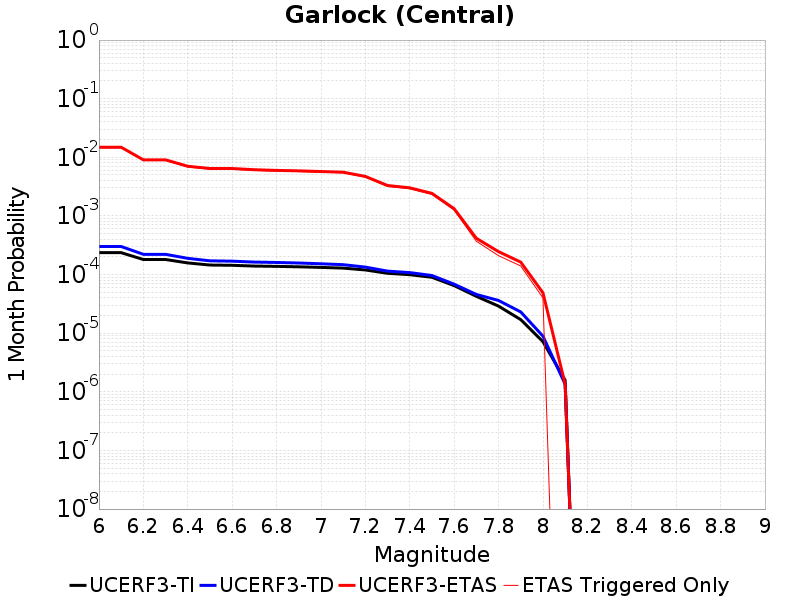 Garlock (Central)
1 Month Probability
10^0
10^-1
10^-2
10^-3
10^-4
10^-5
10^-6
10^-7
10^-8
6 6.2 6.4 6.6 6.8 7 7.2 7.4 7.6 7.8 8 8.2 8.4 8.6 8.8 9
Magnitude
UCERF3-TI UCERF3-TD UCERF3-ETAS ETAS Triggered Only